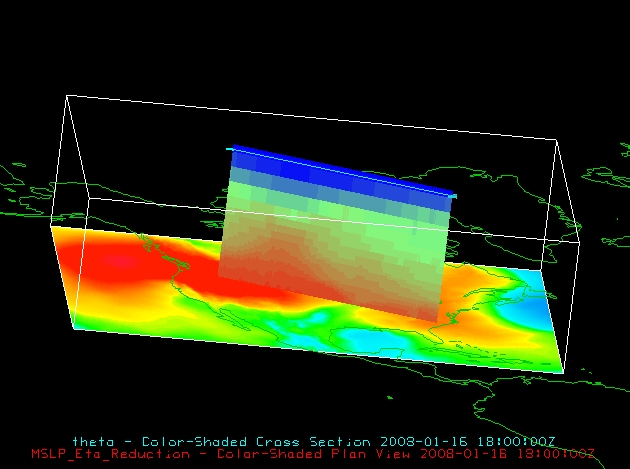 theta - Color-Shaded Cross Section 2008-01-16 18:00:00Z
MSLP_Eta_Reduction - Color-Shaded Plan View 2008-01-16 18:00:00Z